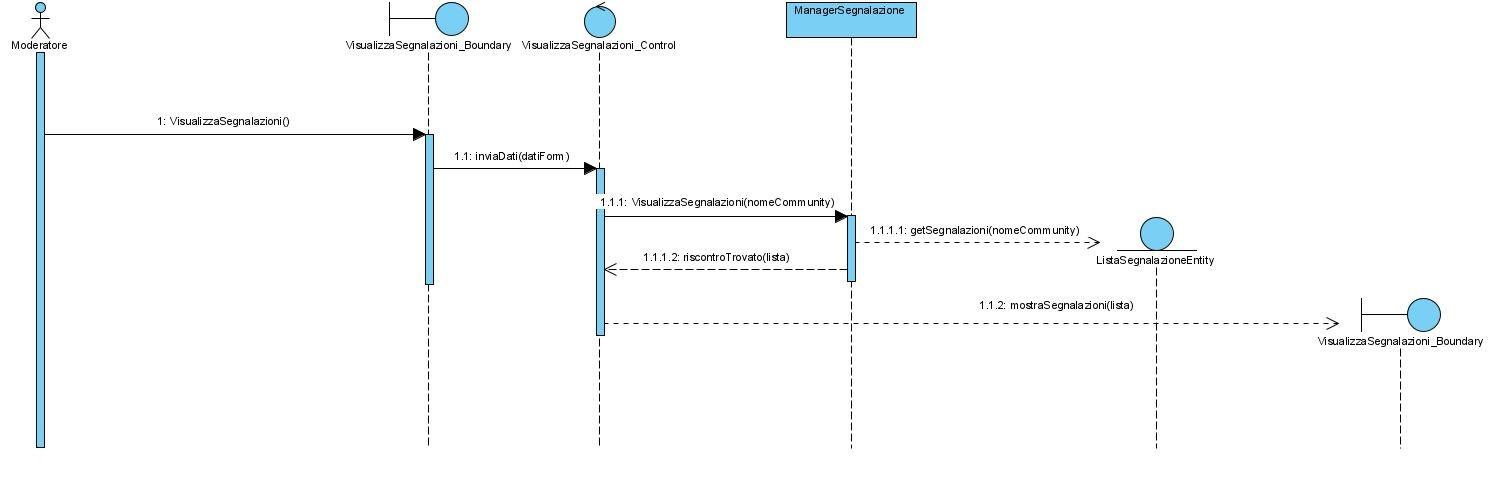 ManagerSegnalazione
Moderatore
VisualizzaSegnalazioni_Boundary
VisualizzaSegnalazioni_Control
1: VisualizzaSegnalazioni()
1.1: inviaDati(datiForm)
1.1.1: VisualizzaSegnalazioni(nomeCommunity)
1.1.1.1: getSegnalazioni(nomeCommunity)
1.1.1.2: riscontroTrovato(lista)
ListaSegnalazioneEntity
1.1.2: mostraSegnalazioni(lista)
VisualizzaSegnalazioni_Boundary